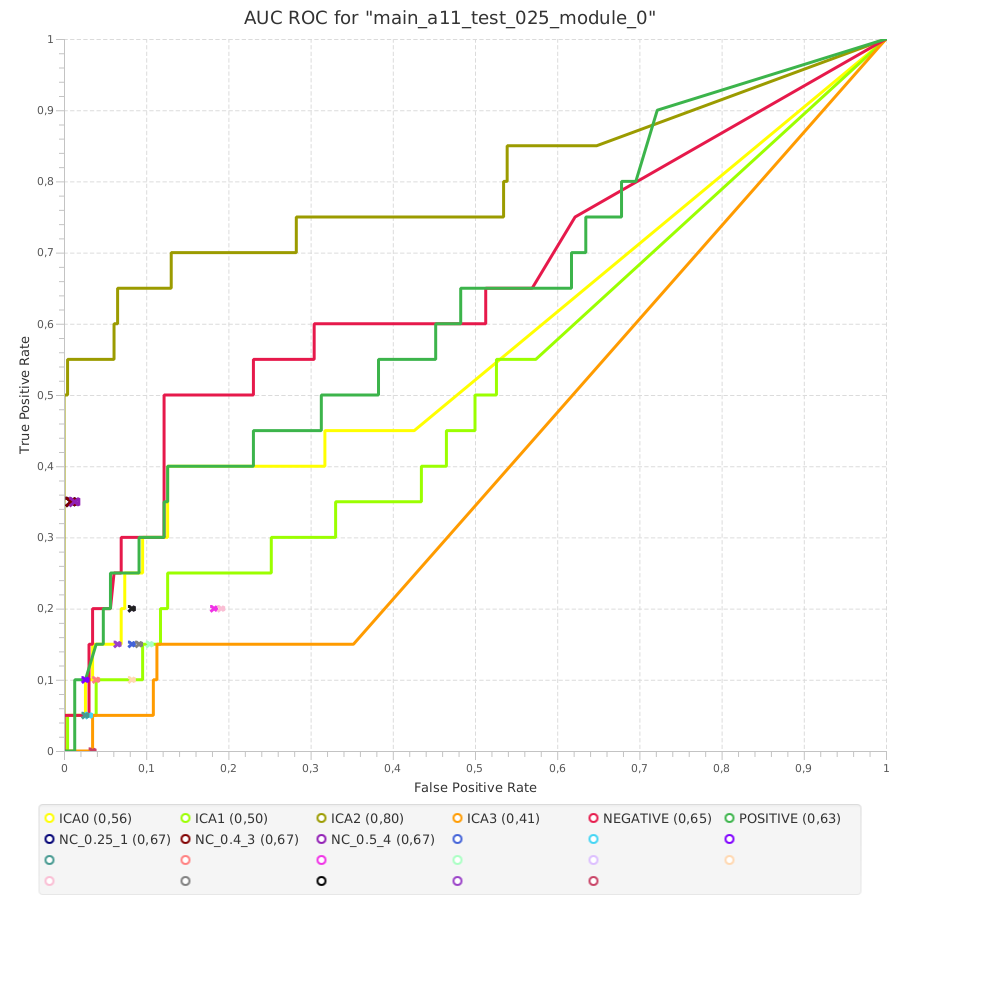 AUC ROC for "main_a11_test_025_module_0"
1
0,9
0,8
0,7
0,6
0,5
0,4
0,3
0,2
0,1
0
True Positive Rate
0 0,1 0,2 0,3 0,4 0,5 0,6 0,7 0,8 0,9 1
False Positive Rate
ICA0 (0,56) ICA1 (0,50) ICA2 (0,80) ICA3 (0,41) NEGATIVE (0,65) POSITIVE (0,63)
NC_0.25_1 (0,67) NC_0.4_3 (0,67) NC_0.5_4 (0,67)